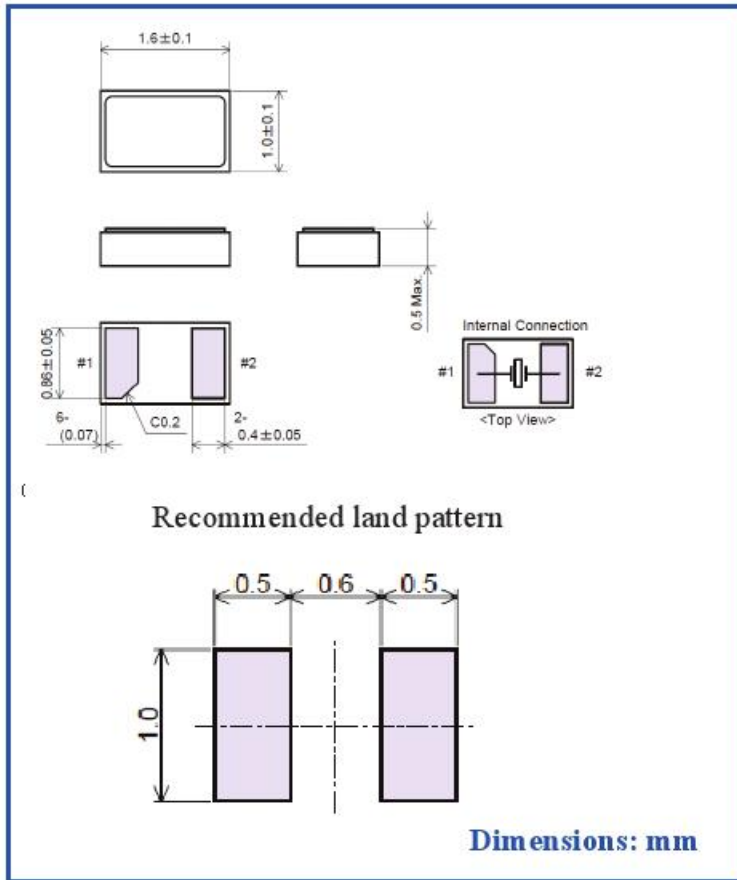 1.6±0.1
1.0±0.1
0.5 Max.
0.86±0.05
#1
#2
6-
(0.07)
C0.2
2-
0.4±0.05
Internal Connection
#1
#2
<Top View>
(
Recommended land pattern
0.5
0.6
0.5
1.0
Dimensions: mm